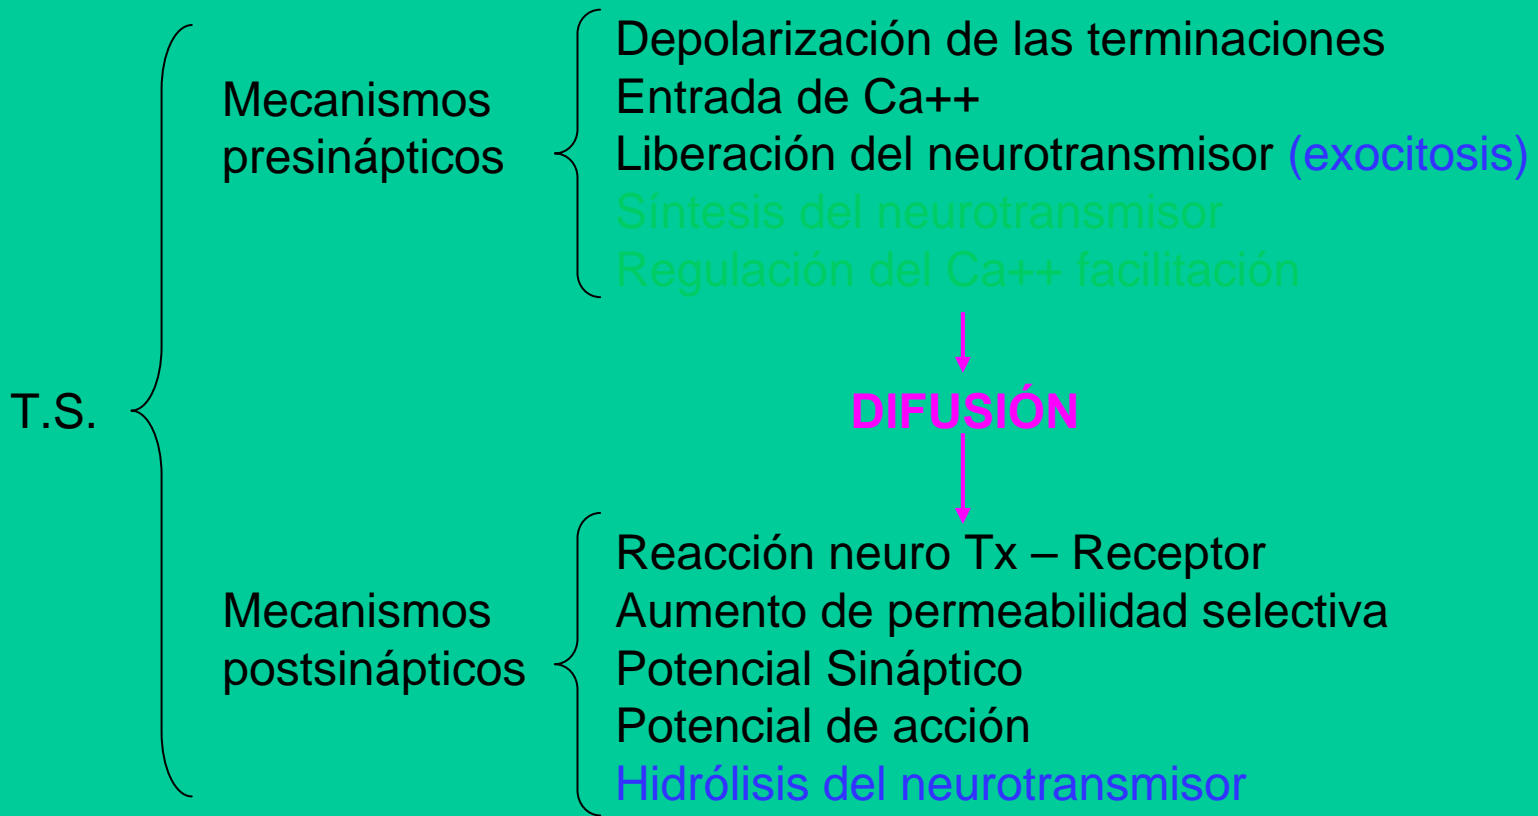 Depolarización de las terminaciones
Mecanismos
presinápticos
Entrada de Ca++
Liberación del neurotransmisor (exocitosis)
Síntesis del neurotransmisor
Regulación del Ca++ facilitación
T.S.
DIFUSIÓN
Mecanismos
postsinápticos
Reacción neuro Tx – Receptor
Aumento de permeabilidad selectiva
Potencial Sináptico
Potencial de acción
Hidrólisis del neurotransmisor